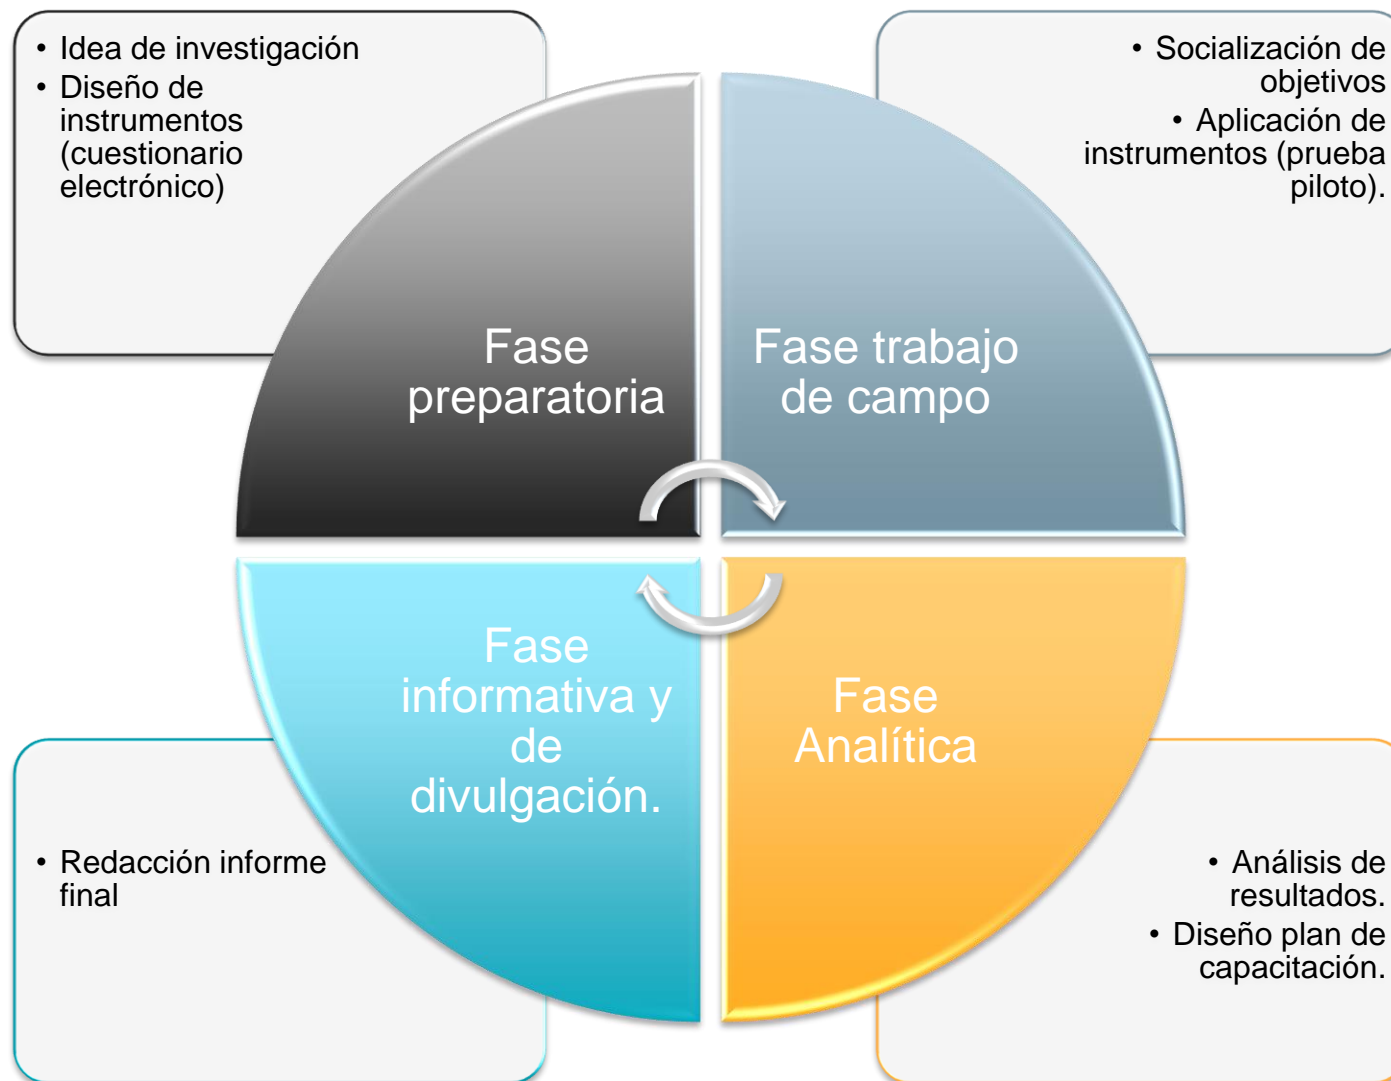 • Idea de investigación
• Diseño de
instrumentos
(cuestionario
electrónico)
• Socialización de
objetivos
• Aplicación de
instrumentos (prueba
piloto).
Fase
preparatoria
Fase trabajo
de campo
Fase
informativa y
de
divulgación.
Fase
Analítica
• Redacción informe
final
• Análisis de
resultados.
• Diseño plan de
capacitación.